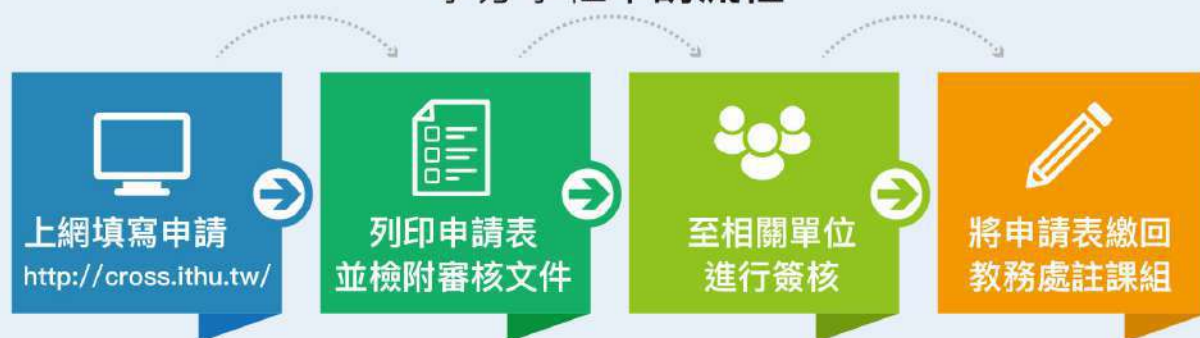 上網填寫申請
http://cross.ithu.tw/
列印申請表
並檢附審核文件
至相關單位
進行簽核
將申請表繳回
教務處註課組